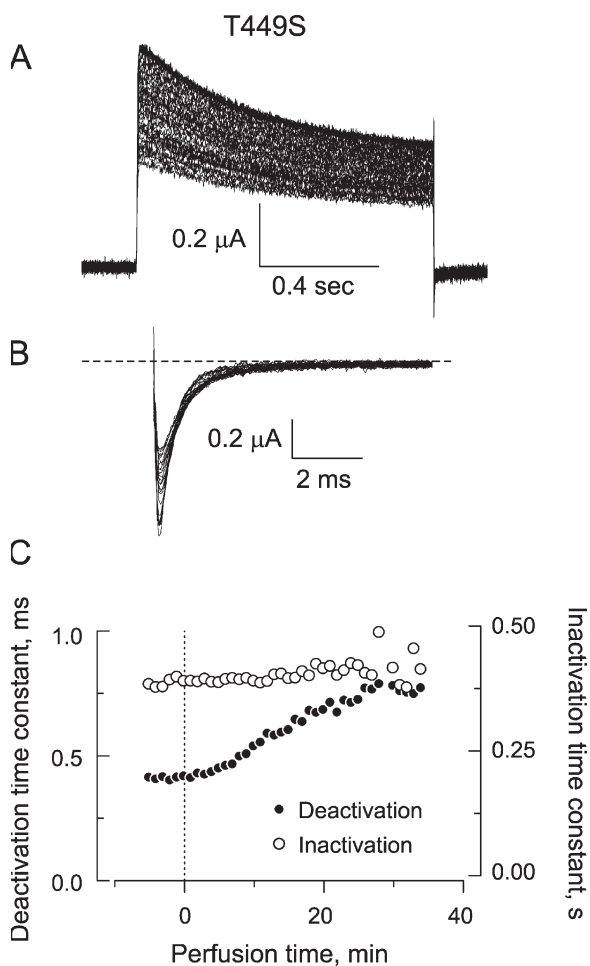 T449S
A
0.2 μA
0.4 sec
B
0.2 μA
2 ms
C
Deactivation time constant, ms
1.0
0.5
0.0
0.50
0.25
0.00
Inactivation time constant, s
Deactivation
Inactivation
0
20
40
Perfusion time, min